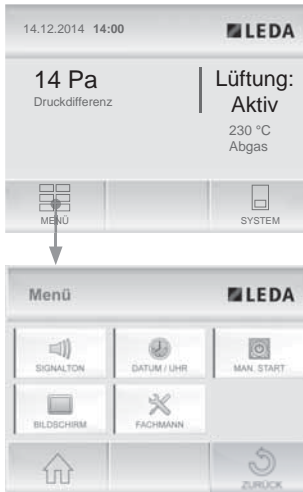 14.12.2014 14:00
LEDA
14 Pa
Druckdifferenz
Lüftung:
Aktiv
230 °C
Abgas
MENÜ
SYSTEM
Menü
LEDA
SIGNALTON
DATUM / UHR
MAN. START
BILDSCHIRM
FACHMANN
ZURÜCK